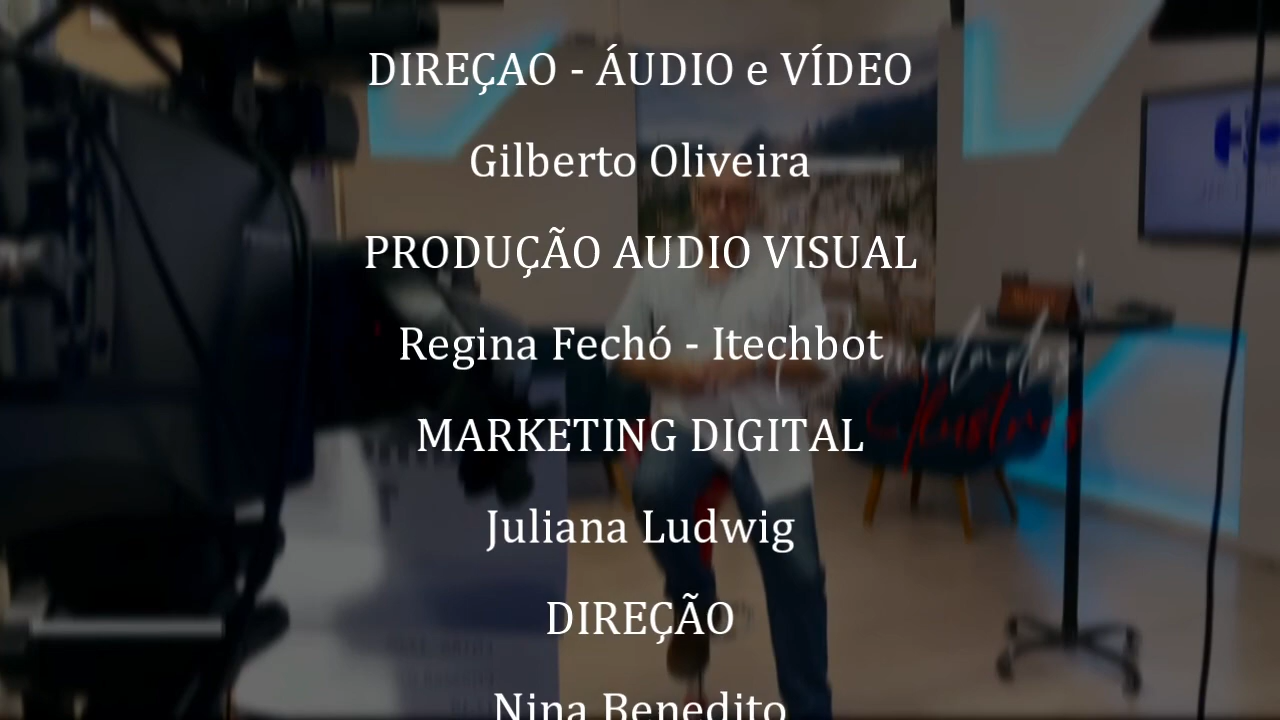 DIREÇAO - ÁUDIO e VÍDEO
Gilberto Oliveira
PRODUÇÃO AUDIO VISUAL
Regina Fechó - Itechbot
MARKETING DIGITAL
Juliana Ludwig
DIREÇÃO
Nina Benedito